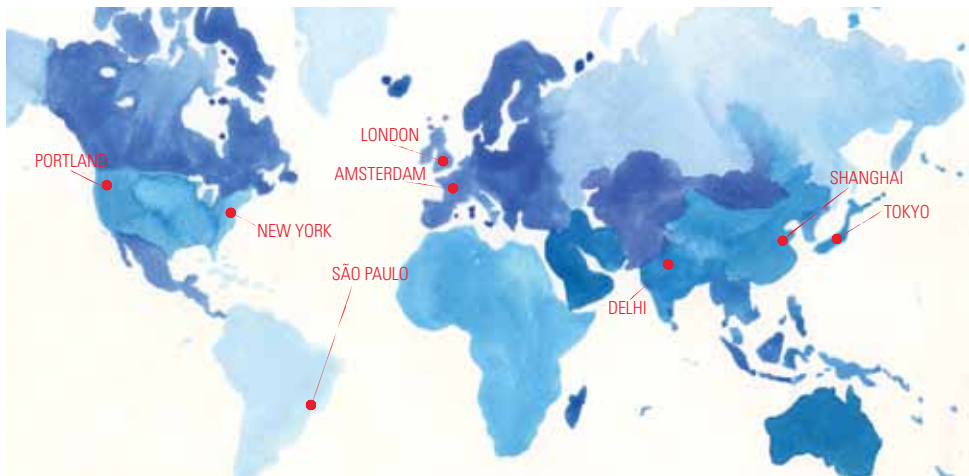 LONDON
PORTLAND
AMSTERDAM
SHANGHAI
TOKYO
NEW YORK
SÃO PAULO
DELHI